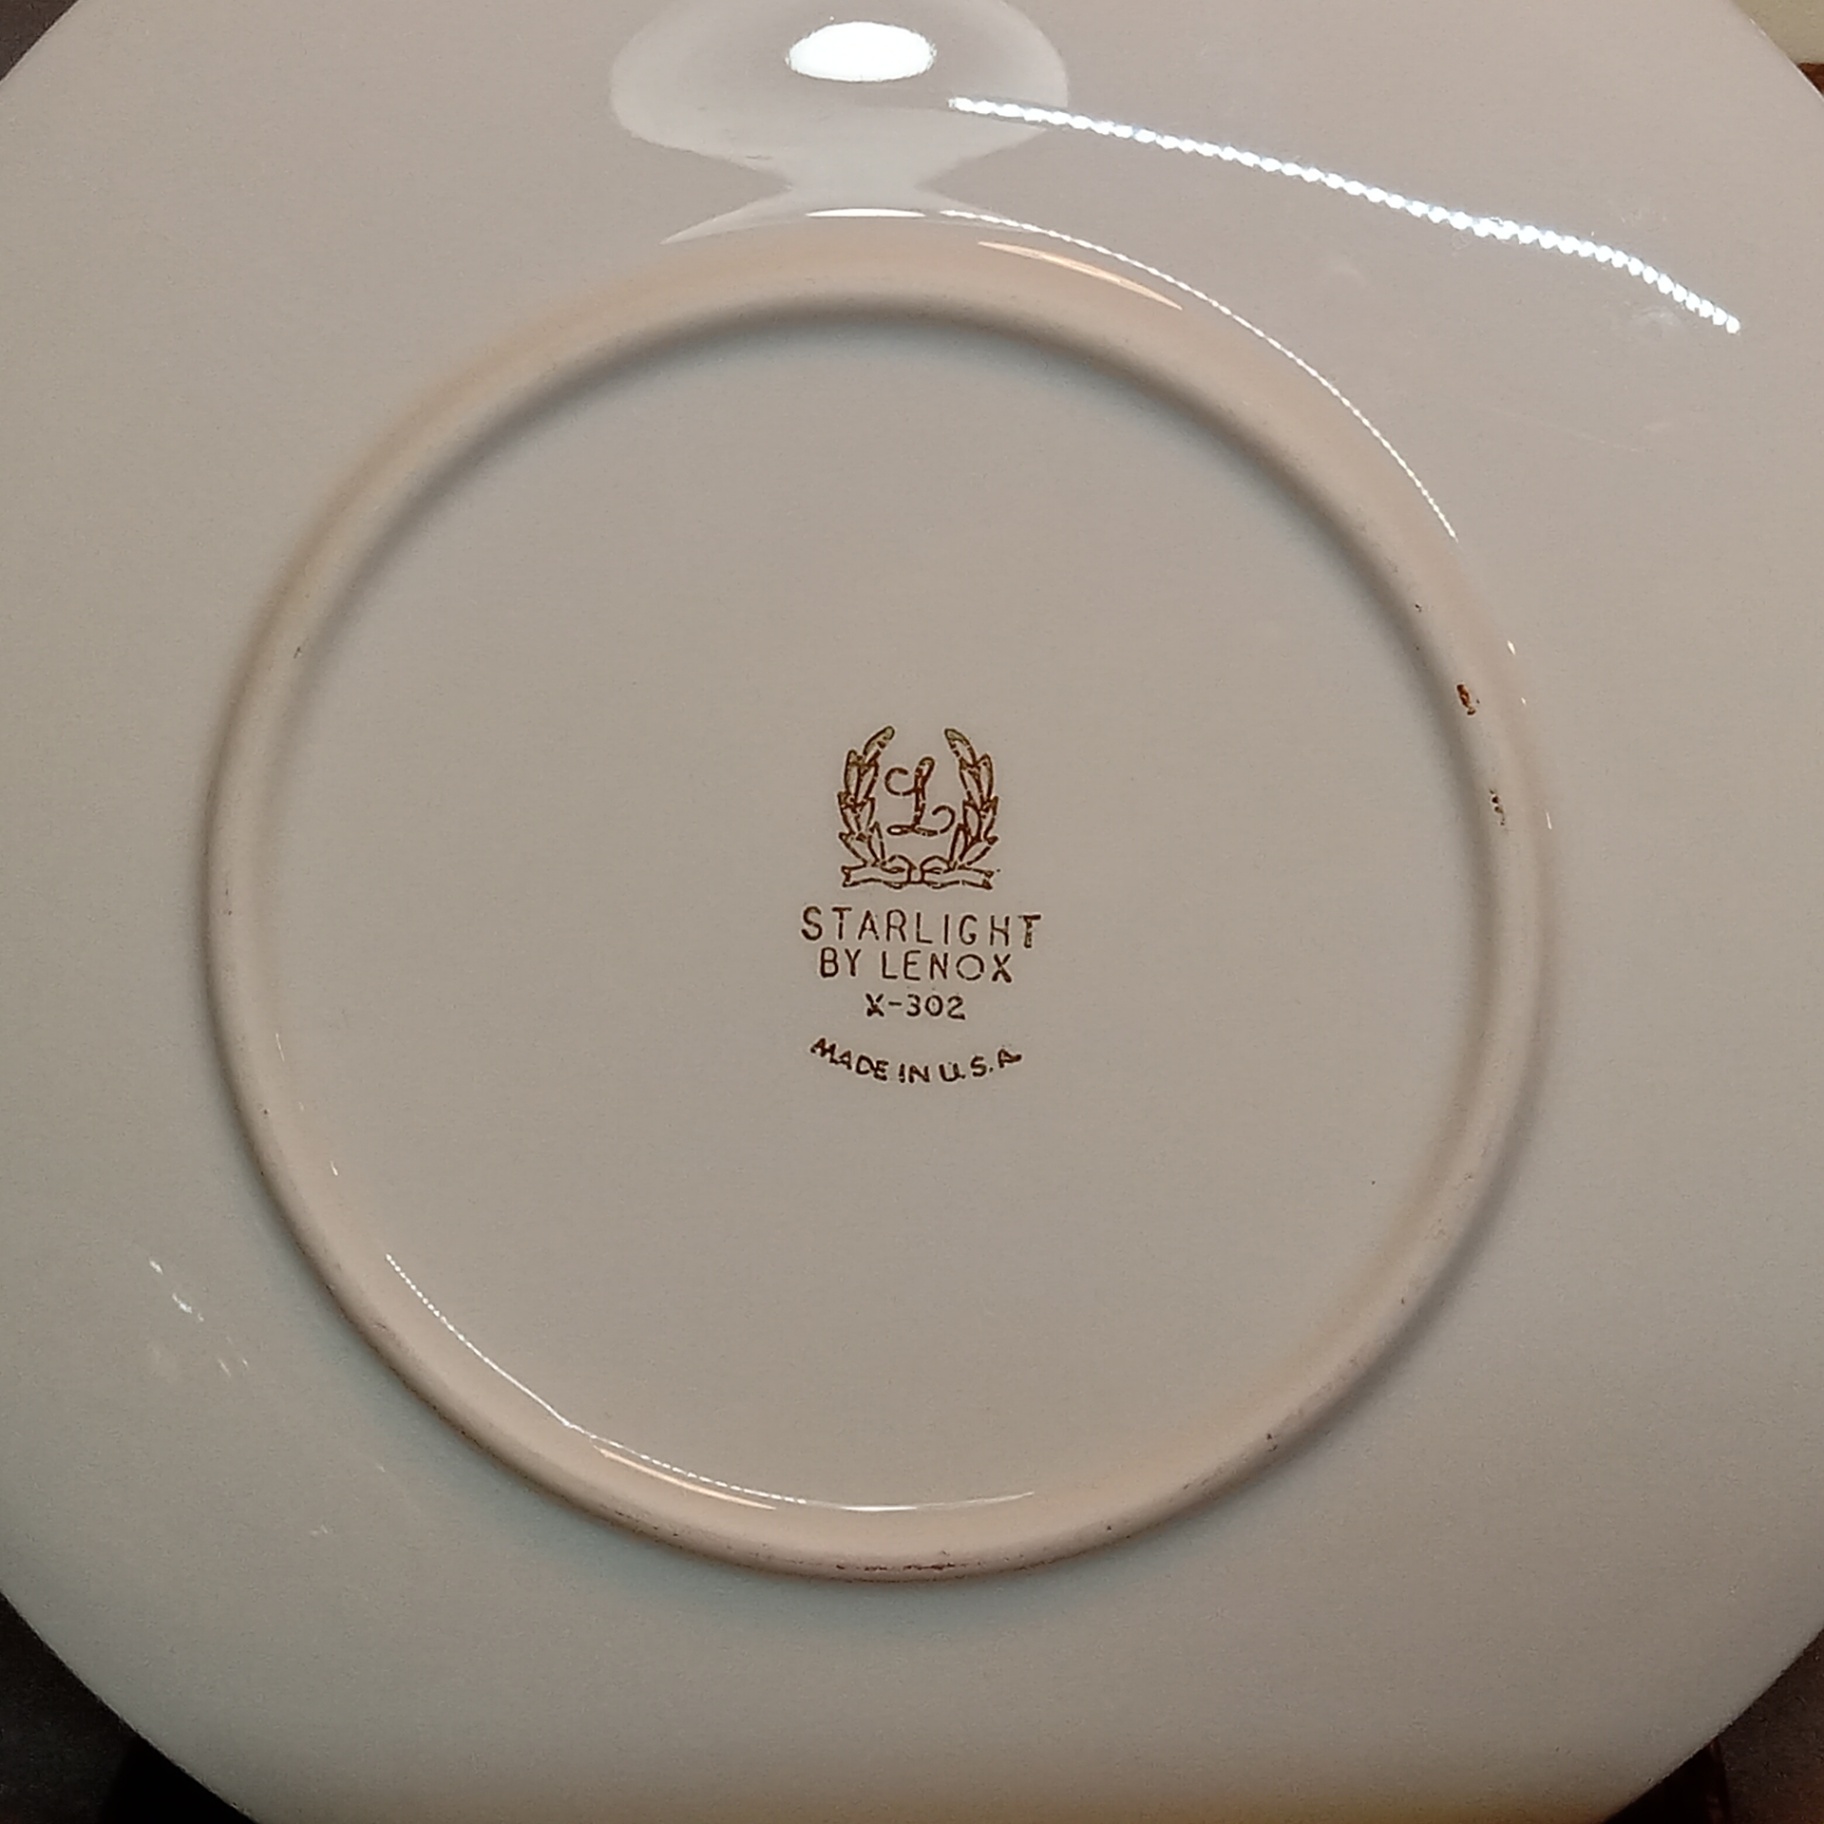 L
STARLIGHT
BY LENOX
X-302
MADE IN U.S.A